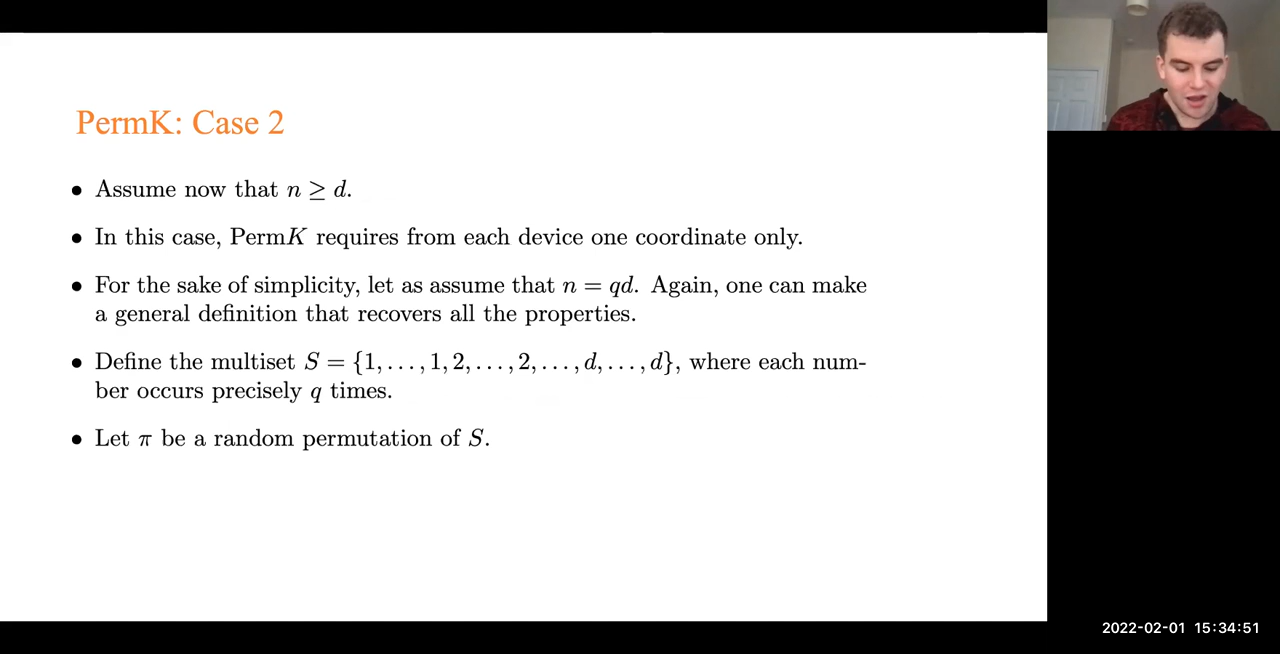 PermK: Case 2
• Assume now that n ≥ d.
• In this case, PermK requires from each device one coordinate only.
• For the sake of simplicity, let as assume that n = qd. Again, one can make
a general definition that recovers all the properties.
• Define the multiset S = {1, . . . , 1, 2, . . . , 2, . . . , d, . . . , d}, where each num-
ber occurs precisely q times.
• Let π be a random permutation of S.
2022-02-01 15:34:51